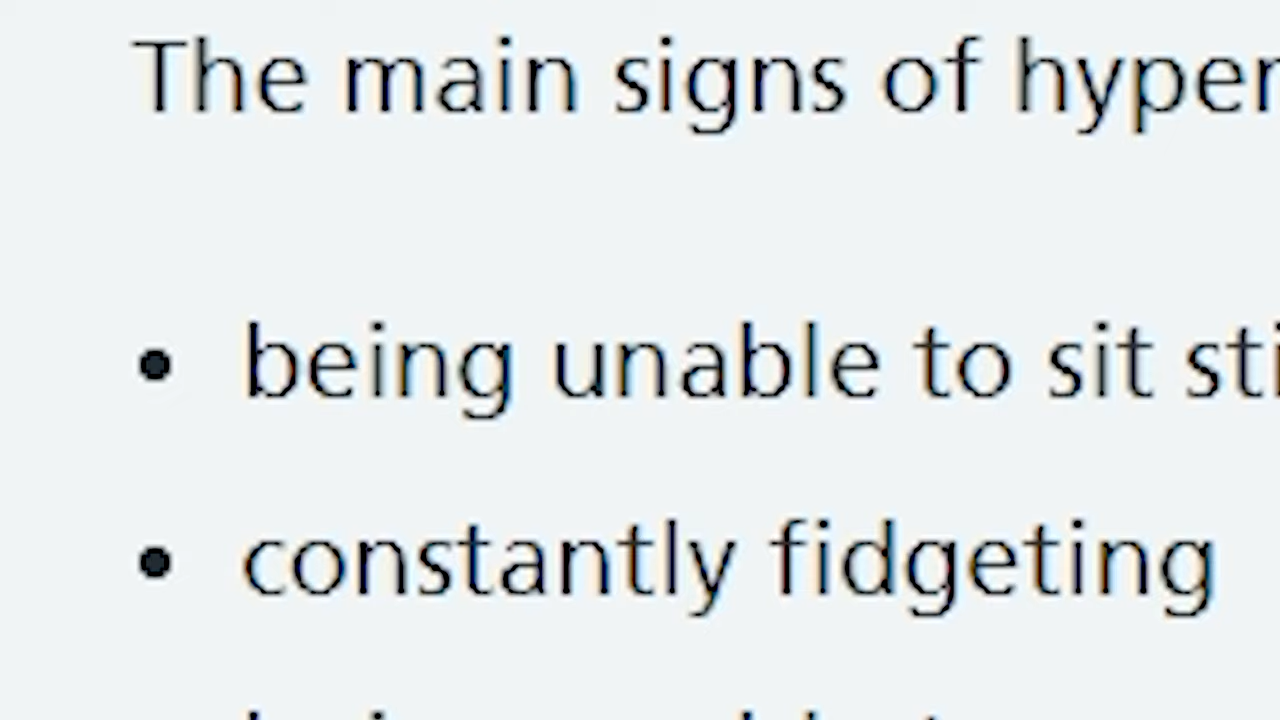 The main signs of hyper
• being unable to sit sti
• constantly fidgeting